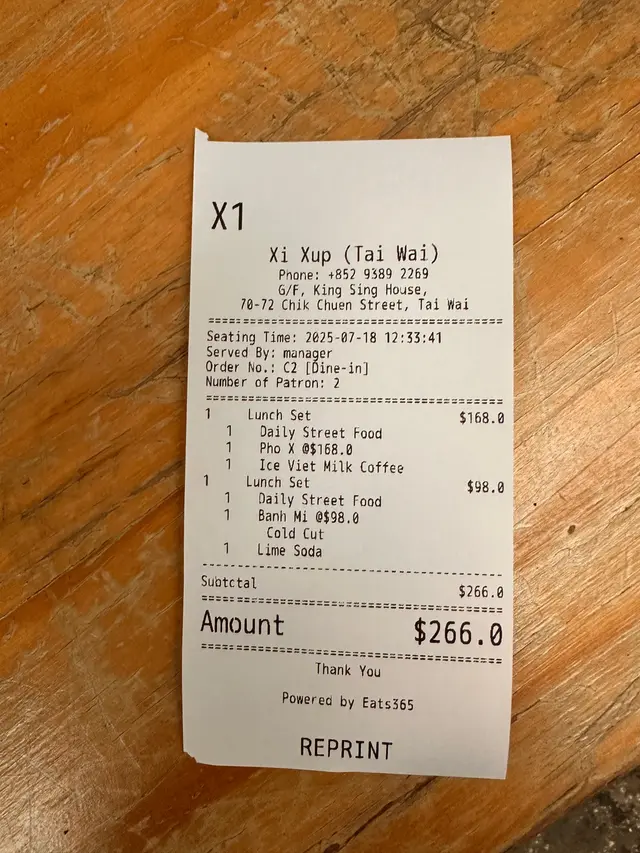 X1
Xi Xup (Tai Wai)
Phone: +852 9389 2269
G/F, King Sing House,
70-72 Chik Chuen Street, Tai Wai
Seating Time: 2025-07-18 12:33:41
Served By: manager
Order No.: C2 [Dine-in]
Number of Patron: 2
1 Lunch Set $168.0
1 Daily Street Food
1 Pho X @$168.0
1 Ice Viet Milk Coffee
1 Lunch Set $98.0
1 Daily Street Food
1 Banh Mi @$98.0
Cold Cut
1 Lime Soda
Subtotal $266.0
Amount $266.0
Thank You
Powered by Eats365
REPRINT